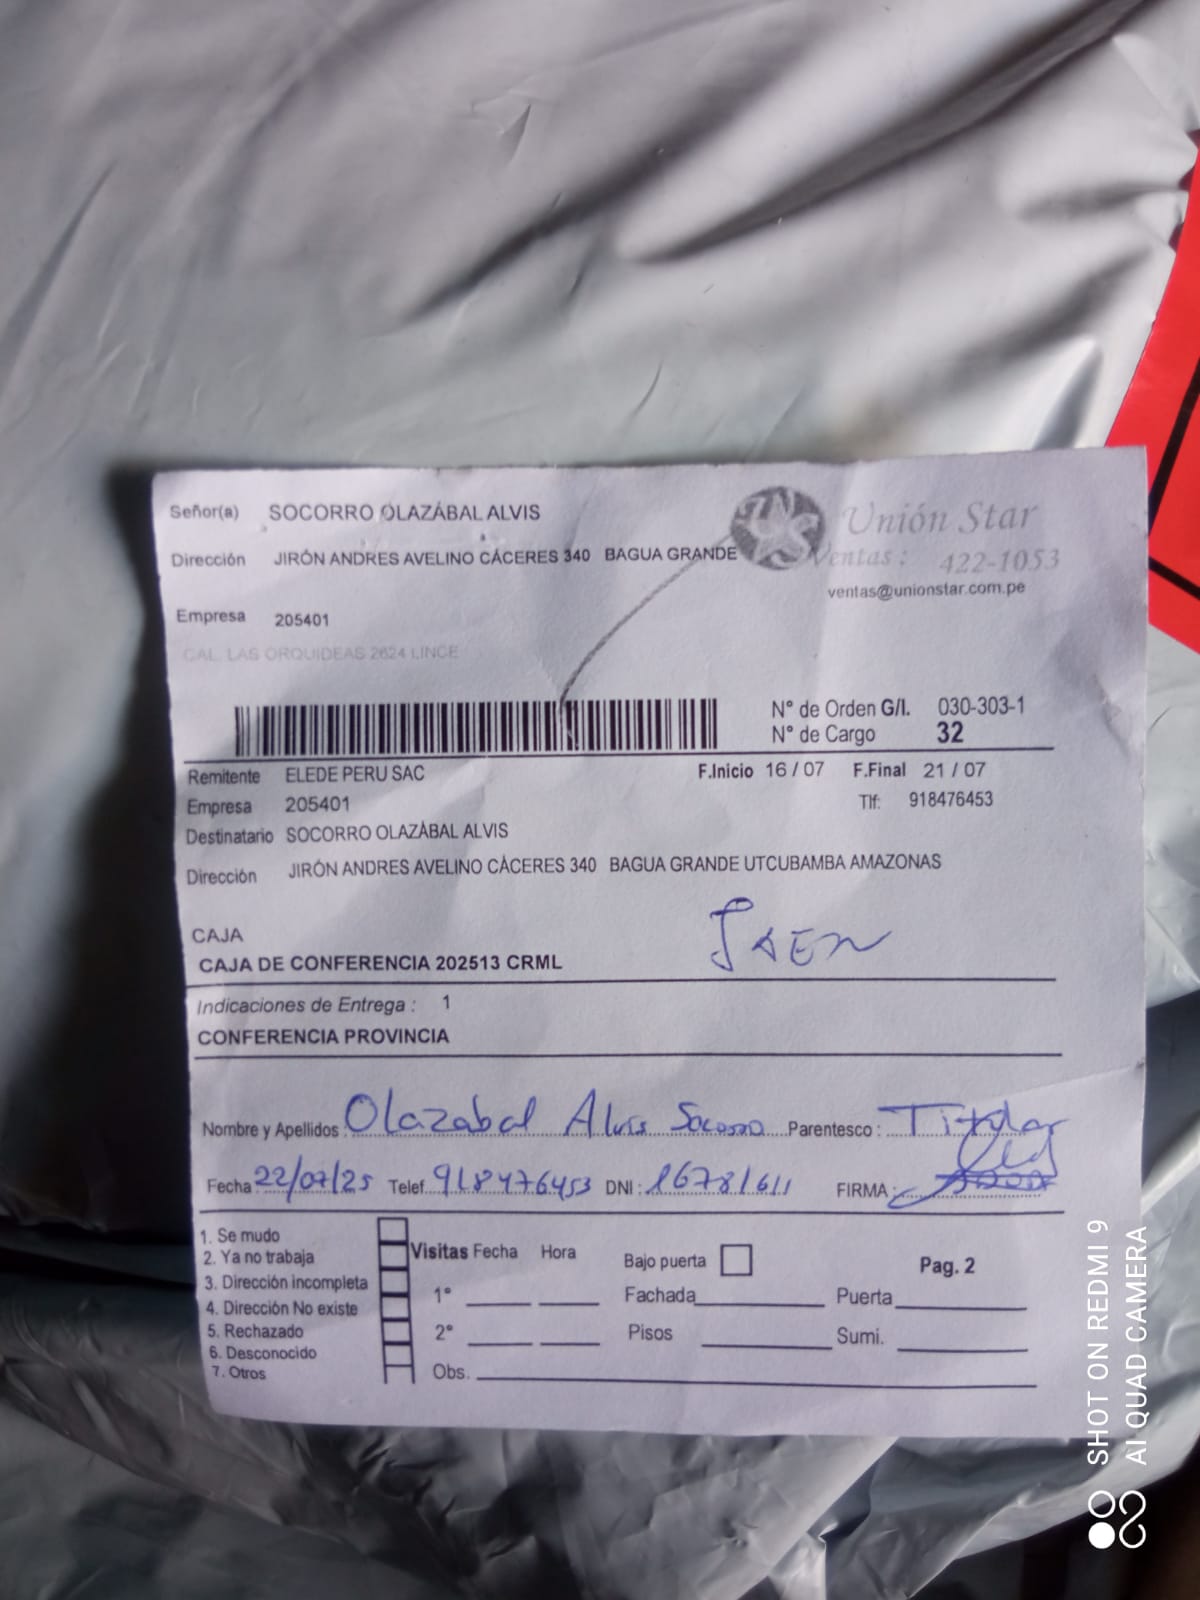 Señor(a) SOCORRO OLAZÁBAL ALVIS
Unión Star
Dirección JIRÓN ANDRES AVELINO CÁCERES 340 BAGUA GRANDE
Ventas : 422-1053
ventas@unionstar.com.pe
Empresa 205401
CAL. LAS ORQUIDEAS 2624 LINCE
N° de Orden G/I. 030-303-1
N° de Cargo 32
Remitente ELEDE PERU SAC F.Inicio 16 / 07 F.Final 21 / 07
Empresa 205401 Tlf: 918476453
Destinatario SOCORRO OLAZÁBAL ALVIS
Dirección JIRÓN ANDRES AVELINO CÁCERES 340 BAGUA GRANDE UTCUBAMBA AMAZONAS
JAEN
CAJA
CAJA DE CONFERENCIA 202513 CRML
Indicaciones de Entrega : 1
CONFERENCIA PROVINCIA
Nombre y Apellidos Olazabal Alvis Socorro Parentesco : Titular
Fecha 22/07/25 Telef. 918476453 DNI : 16781611 FIRMA :
1. Se mudo
2. Ya no trabaja
3. Dirección incompleta
4. Dirección No existe
5. Rechazado
6. Desconocido
7. Otros
Visitas Fecha Hora
1°
2°
Obs.
Bajo puerta
Fachada
Pisos
Pag. 2
Puerta
Sumi.
SHOT ON REDMI 9
AI QUAD CAMERA